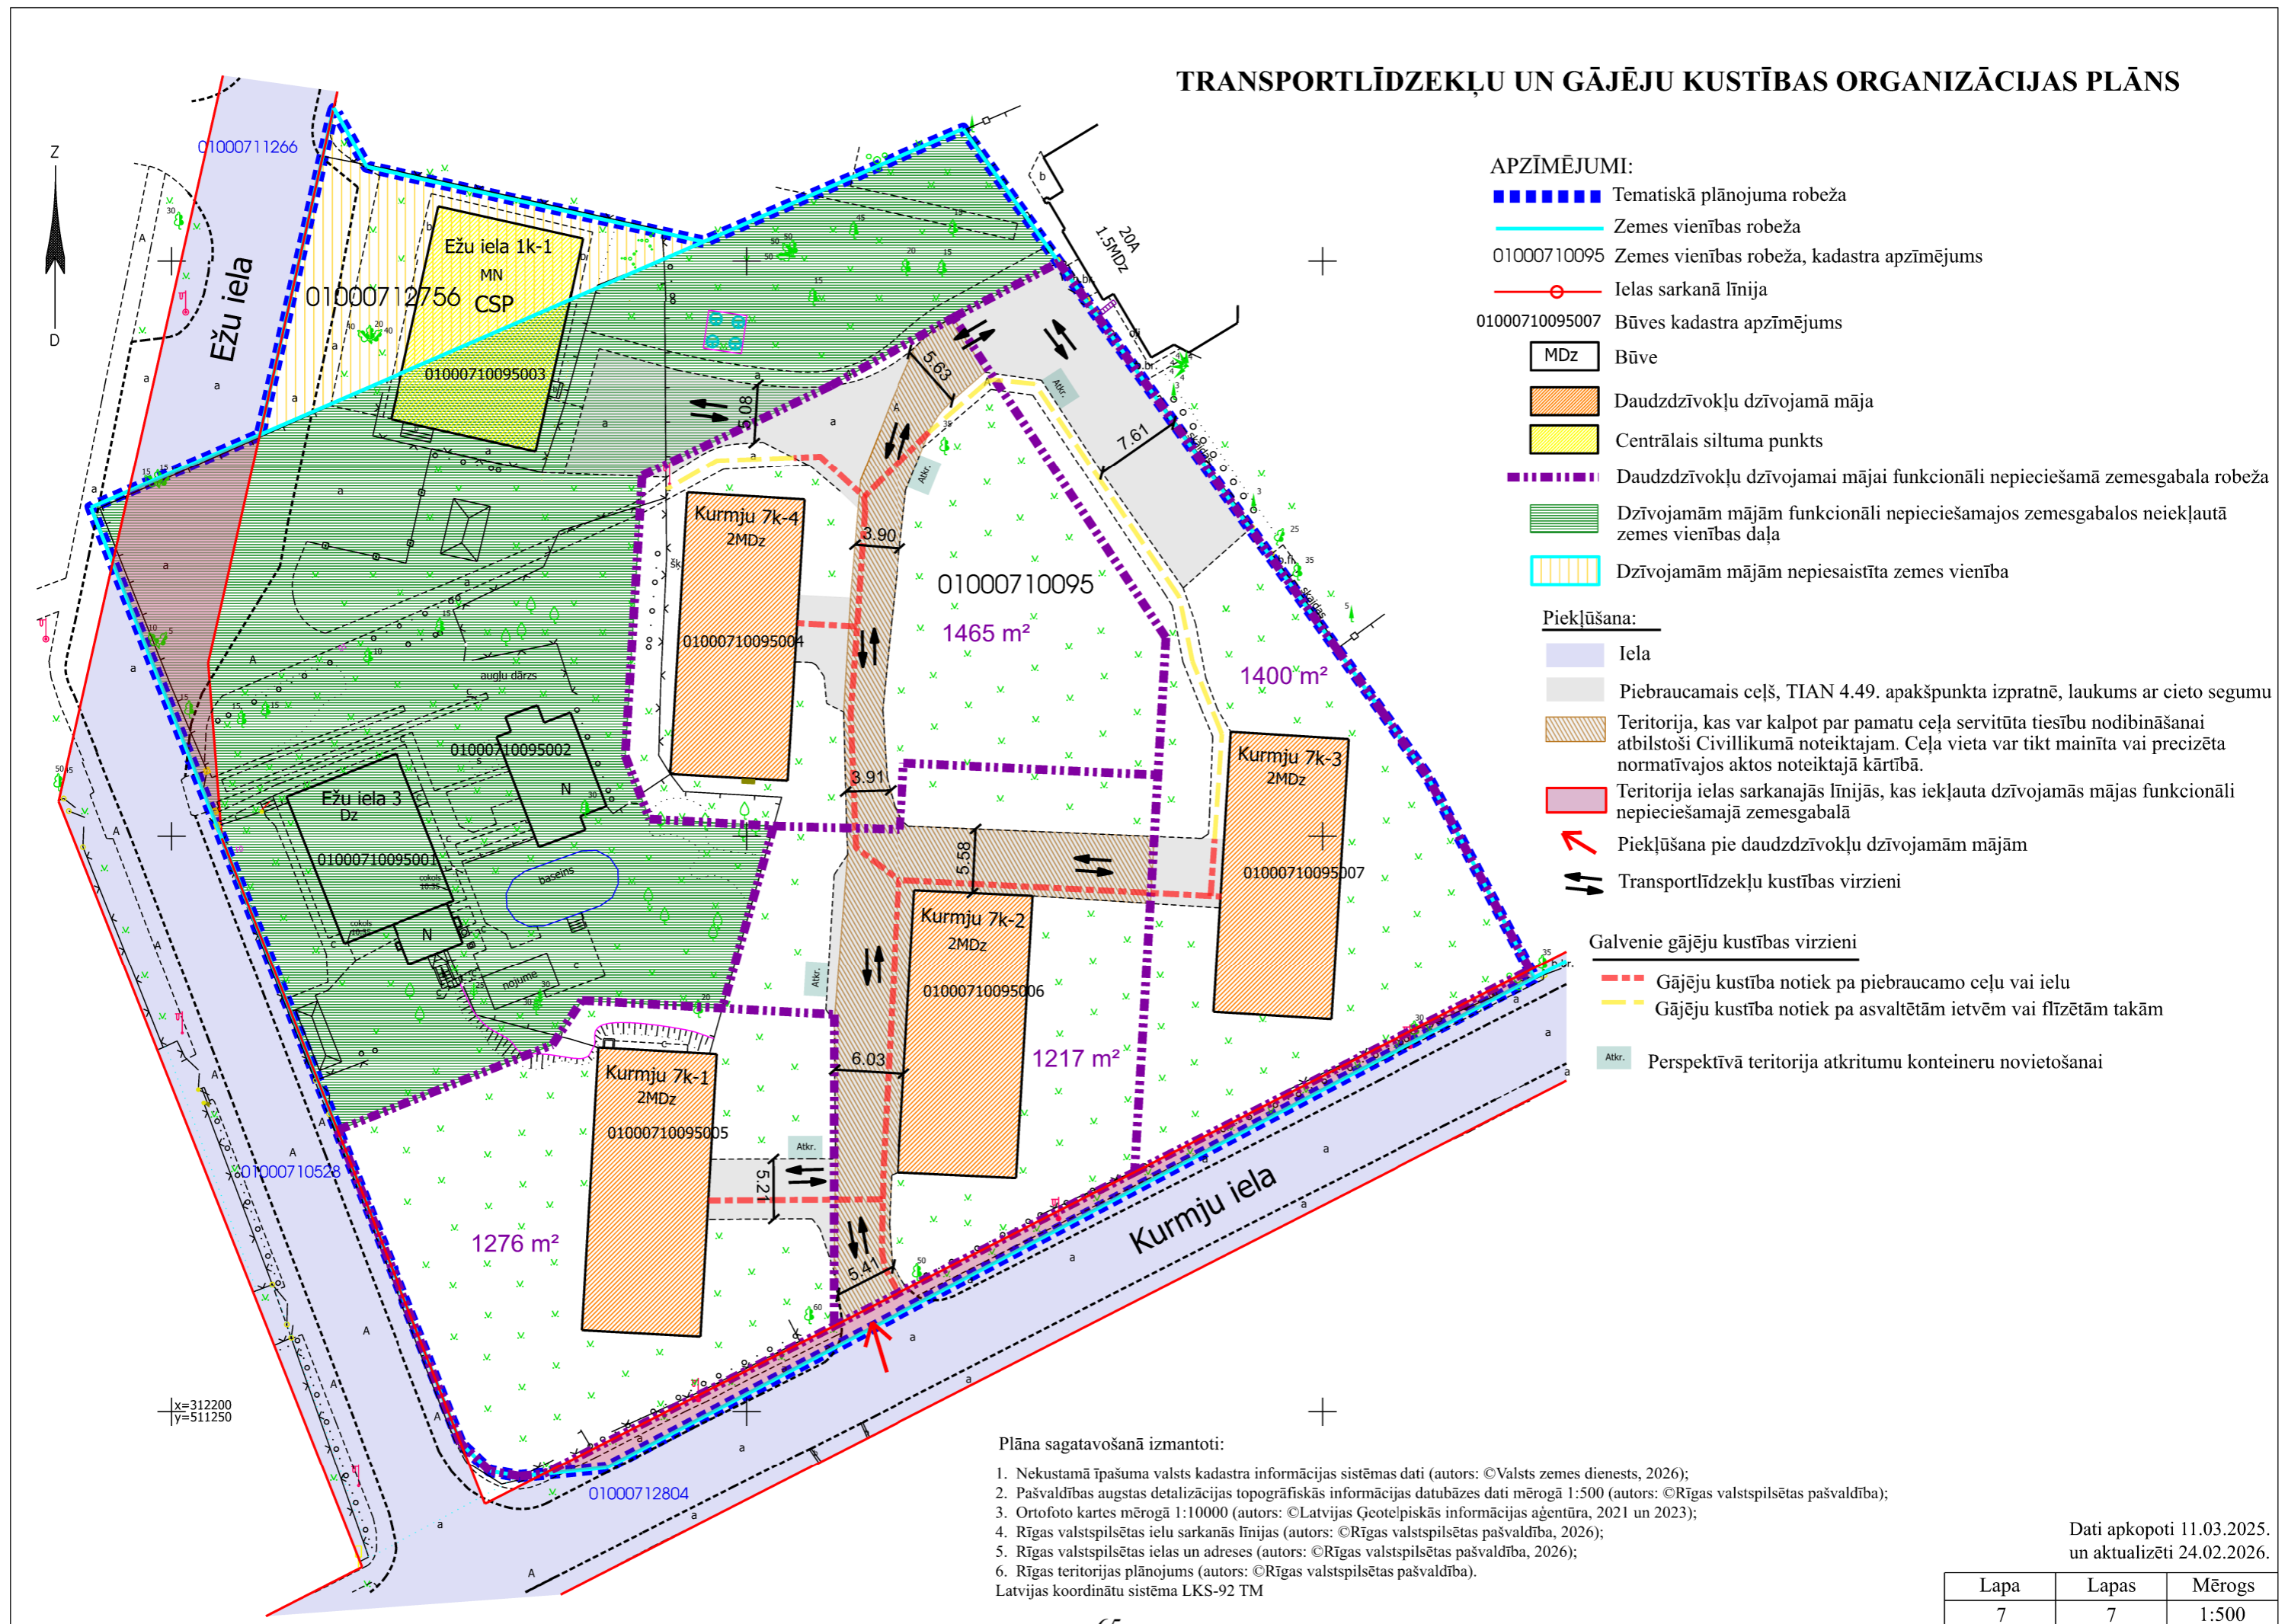 TRANSPORTLĪDZEKĻU UN GĀJĒJU KUSTĪBAS ORGANIZĀCIJAS PLĀNS
APZĪMĒJUMI:
Tematiskā plānojuma robeža
Zemes vienības robeža
01000710095 Zemes vienības robeža, kadastra apzīmējums
Ielas sarkanā līnija
01000710095007 Būves kadastra apzīmējums
MDz Būve
Daudzdzīvokļu dzīvojamā māja
Centrālais siltuma punkts
Daudzdzīvokļu dzīvojamai mājai funkcionāli nepieciešamā zemesgabala robeža
Dzīvojamām mājām funkcionāli nepieciešamajos zemesgabalos neiekļautā
zemes vienības daļa
Dzīvojamām mājām nepiesaistīta zemes vienība
Piekļūšana:
Iela
Piebraucamais ceļš, TIAN 4.49. apakšpunkta izpratnē, laukums ar cieto segumu
Teritorija, kas var kalpot par pamatu ceļa servitūta tiesību nodibināšanai
atbilstoši Civillikumā noteiktajam. Ceļa vieta var tikt mainīta vai precizēta
normatīvajos aktos noteiktajā kārtībā.
Teritorija ielas sarkanajās līnijās, kas iekļauta dzīvojamās mājas funkcionāli
nepieciešamajā zemesgabalā
Piekļūšana pie daudzdzīvokļu dzīvojamām mājām
Transportlīdzekļu kustības virzieni
Galvenie gājēju kustības virzieni
Gājēju kustība notiek pa piebraucamo ceļu vai ielu
Gājēju kustība notiek pa asvaltētām ietvēm vai flīzētām takām
Atkr. Perspektīvā teritorija atkritumu konteineru novietošanai
Z
D
01000711266
Ežu iela
Ežu iela 1k-1
MN
CSP
01000712756
01000710095003
20A
1.5MDz
5.63
5.08
7.61
Atkr.
Atkr.
Kurmju 7k-4
2MDz
3.90
01000710095
1465 m²
01000710095004
1400 m²
augļu dārzs
01000710095002
N
Kurmju 7k-3
2MDz
3.91
Ežu iela 3
Dz
01000710095001
cokols
10.35
baseins
5.58
01000710095007
Kurmju 7k-2
2MDz
cokols
10.35
N
nojume
Atkr.
01000710095006
6.03
1217 m²
Kurmju 7k-1
2MDz
01000710095005
Atkr.
01000710528
5.21
1276 m²
Kurmju iela
5.41
x=312200
y=511250
01000712804
Plāna sagatavošanā izmantoti:
1. Nekustamā īpašuma valsts kadastra informācijas sistēmas dati (autors: ©Valsts zemes dienests, 2026);
2. Pašvaldības augstas detalizācijas topogrāfiskās informācijas datubāzes dati mērogā 1:500 (autors: ©Rīgas valstspilsētas pašvaldība);
3. Ortofoto kartes mērogā 1:10000 (autors: ©Latvijas Ģeotelpiskās informācijas aģentūra, 2021 un 2023);
4. Rīgas valstspilsētas ielu sarkanās līnijas (autors: ©Rīgas valstspilsētas pašvaldība, 2026);
5. Rīgas valstspilsētas ielas un adreses (autors: ©Rīgas valstspilsētas pašvaldība, 2026);
6. Rīgas teritorijas plānojums (autors: ©Rīgas valstspilsētas pašvaldība).
Latvijas koordinātu sistēma LKS-92 TM
Dati apkopoti 11.03.2025.
un aktualizēti 24.02.2026.
Lapa Lapas Mērogs
7 7 1:500